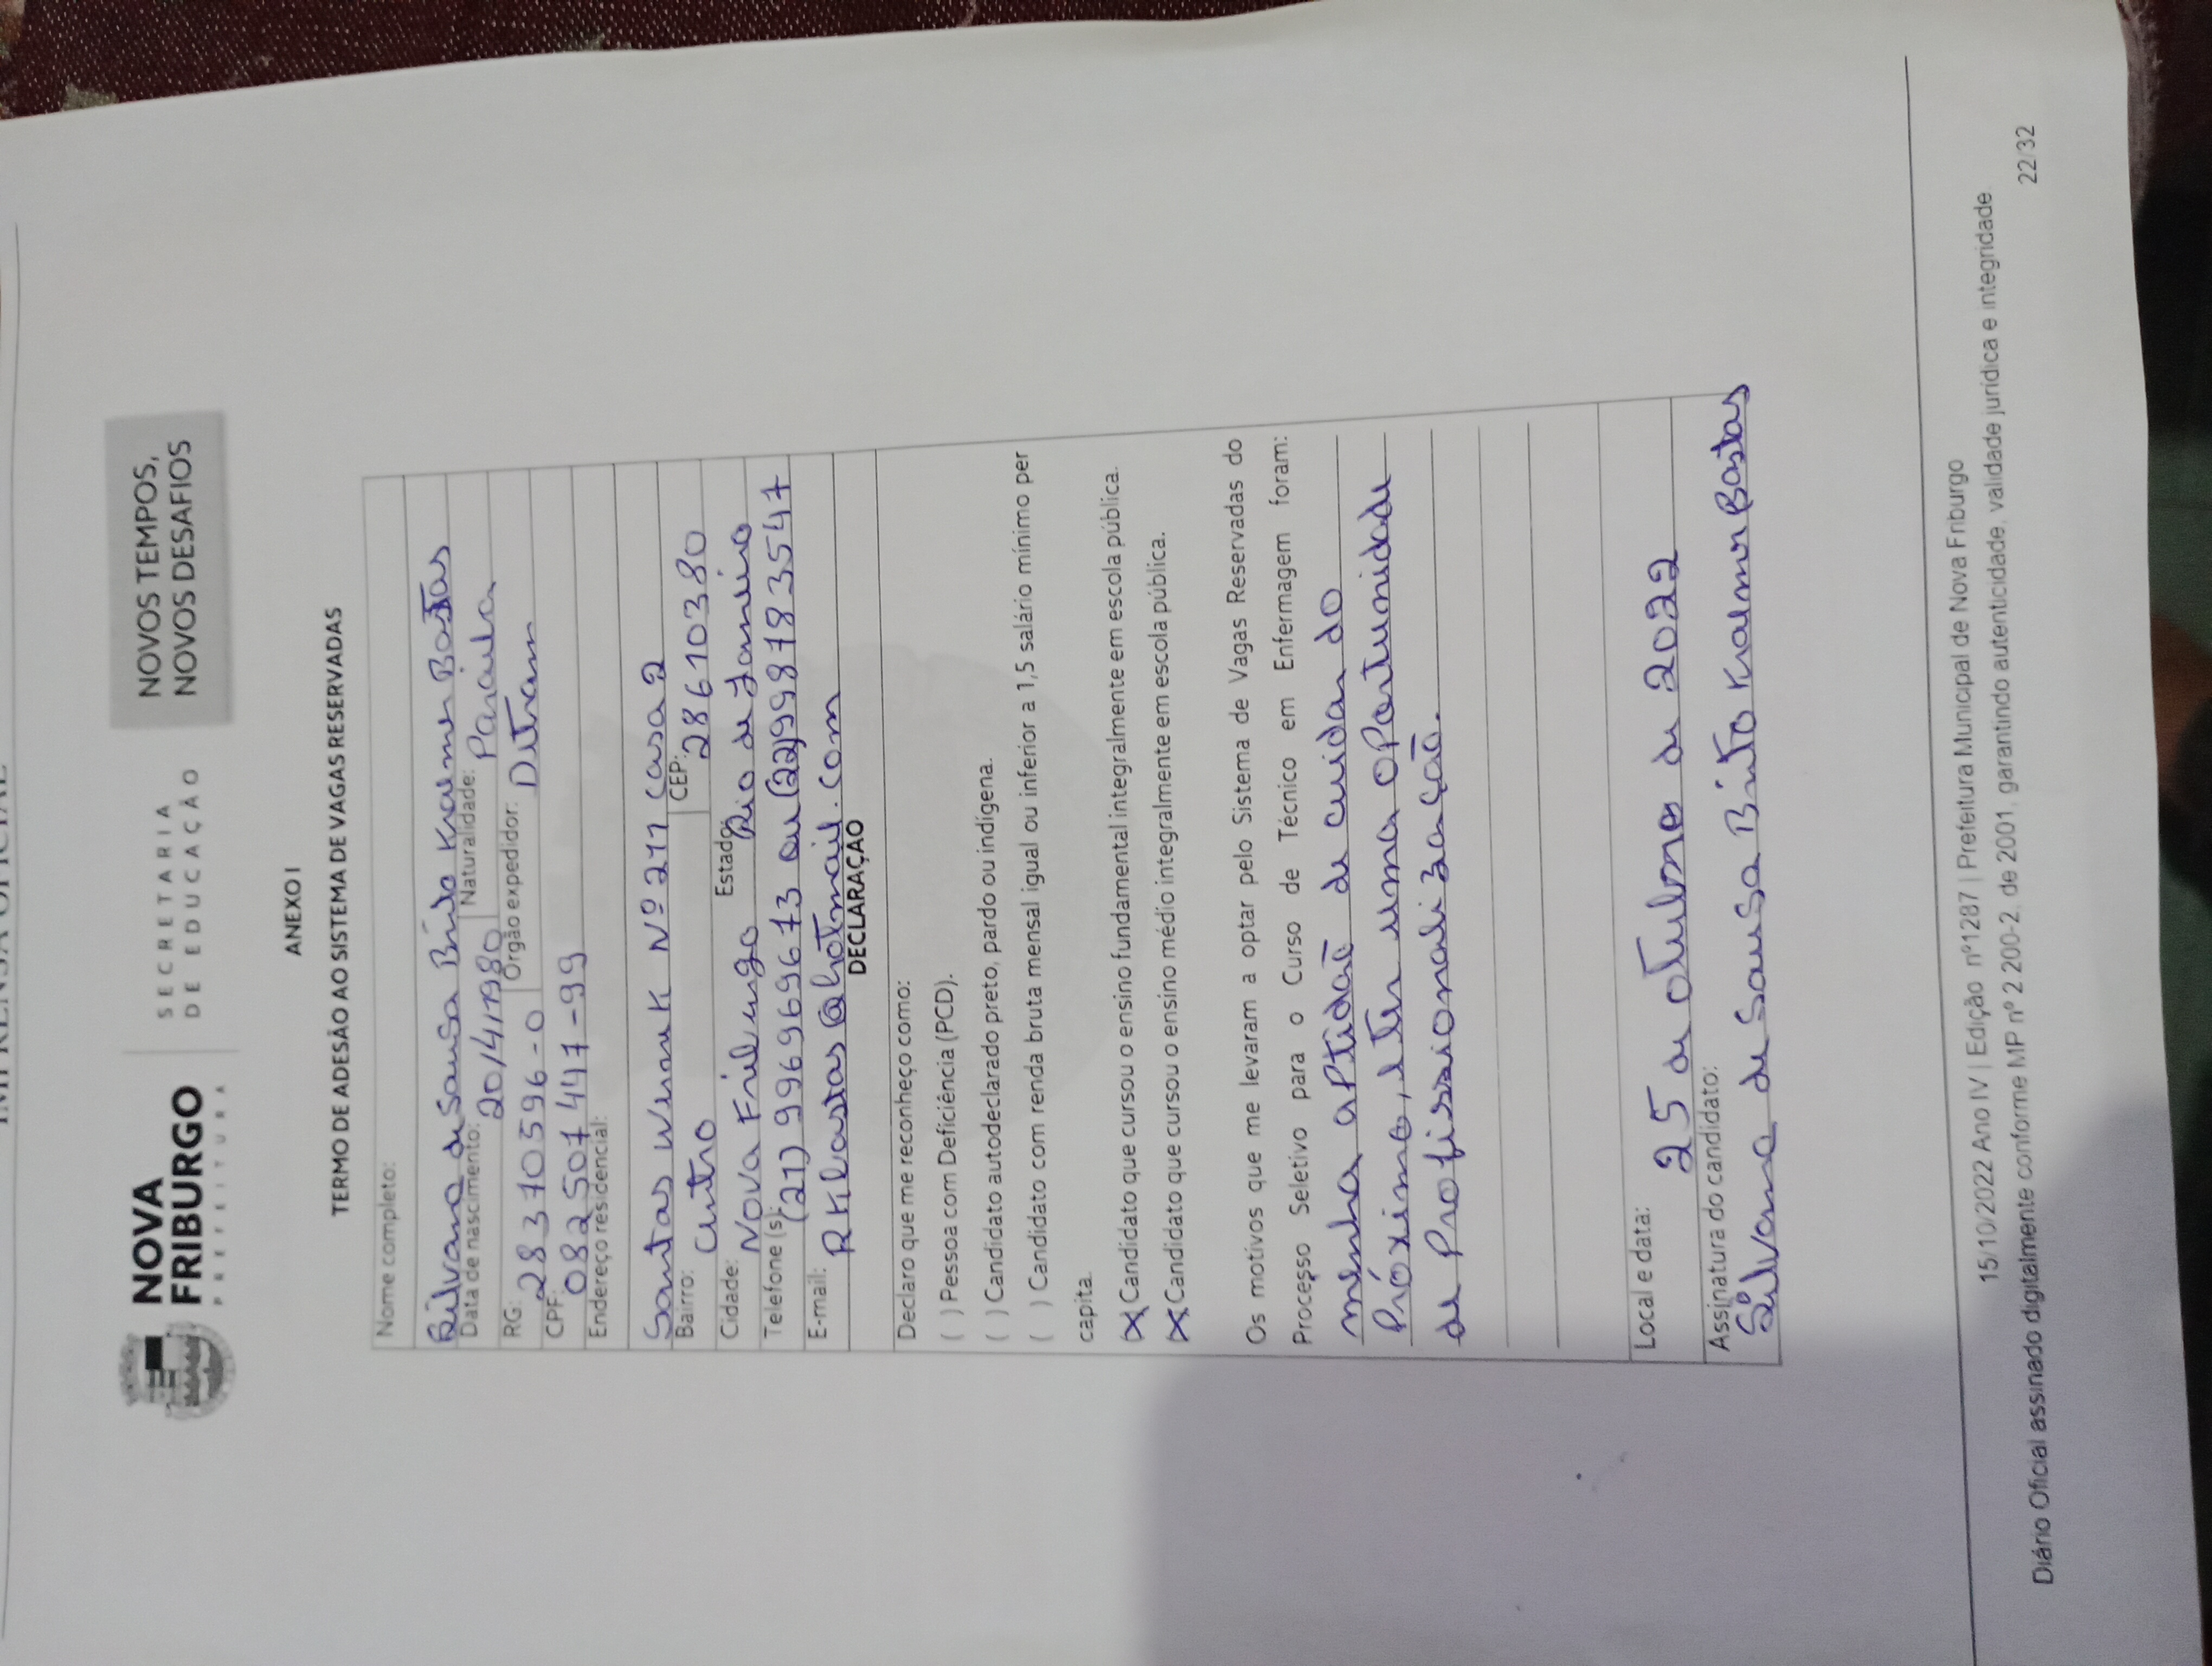 IMPRENSA OFICIAL
NOVA
FRIBURGO
PREFEITURA
SECRETARIA
DE EDUCAÇÃO
NOVOS TEMPOS,
NOVOS DESAFIOS
ANEXO I
TERMO DE ADESÃO AO SISTEMA DE VAGAS RESERVADAS
Nome completo:
Silvana de Sousa Brito Kraemer Bastas
Data de nascimento: 20/4/1980 Naturalidade: Paraiba
RG: 28370596-0 Órgão expedidor: Detram
CPF: 082507447-99
Endereço residencial:
Santas Werneck Nº 211 casa 2
Bairro: Centro CEP: 28610380
Cidade: Nova Friburgo Estado: Rio de Janeiro
Telefone (s): (21) 996969673 ou (22)998783547
E-mail: RKbastas@hotmail.com
DECLARAÇÃO
Declaro que me reconheço como:
( ) Pessoa com Deficiência (PCD).
( ) Candidato autodeclarado preto, pardo ou indígena.
( ) Candidato com renda bruta mensal igual ou inferior a 1,5 salário mínimo per
capita.
(X) Candidato que cursou o ensino fundamental integralmente em escola pública.
(X) Candidato que cursou o ensino médio integralmente em escola pública.
Os motivos que me levaram a optar pelo Sistema de Vagas Reservadas do
Processo Seletivo para o Curso de Técnico em Enfermagem foram:
minha aptidaõ de cuidar do
Próximo, e ter uma oportunidade
de Profissionalizaçaõ.
Local e data: 25 de otubro de 2022
Assinatura do candidato:
Silvana de Sousa Brito Kraemer Bastas
15/10/2022 Ano IV | Edição nº1287 | Prefeitura Municipal de Nova Friburgo
Diário Oficial assinado digitalmente conforme MP nº 2.200-2, de 2001, garantindo autenticidade, validade jurídica e integridade.
22/32